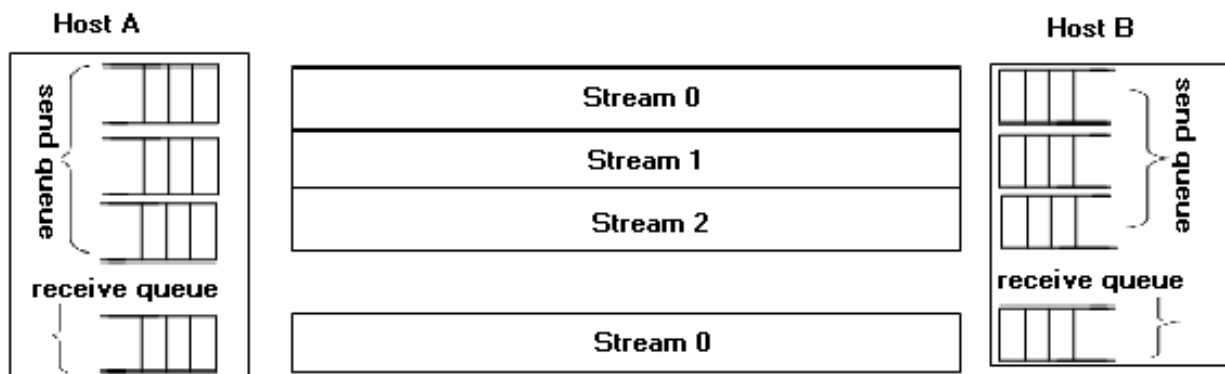 Host A
send queue
receive queue
Stream 0
Stream 1
Stream 2
Stream 0
Host B
send queue
receive queue